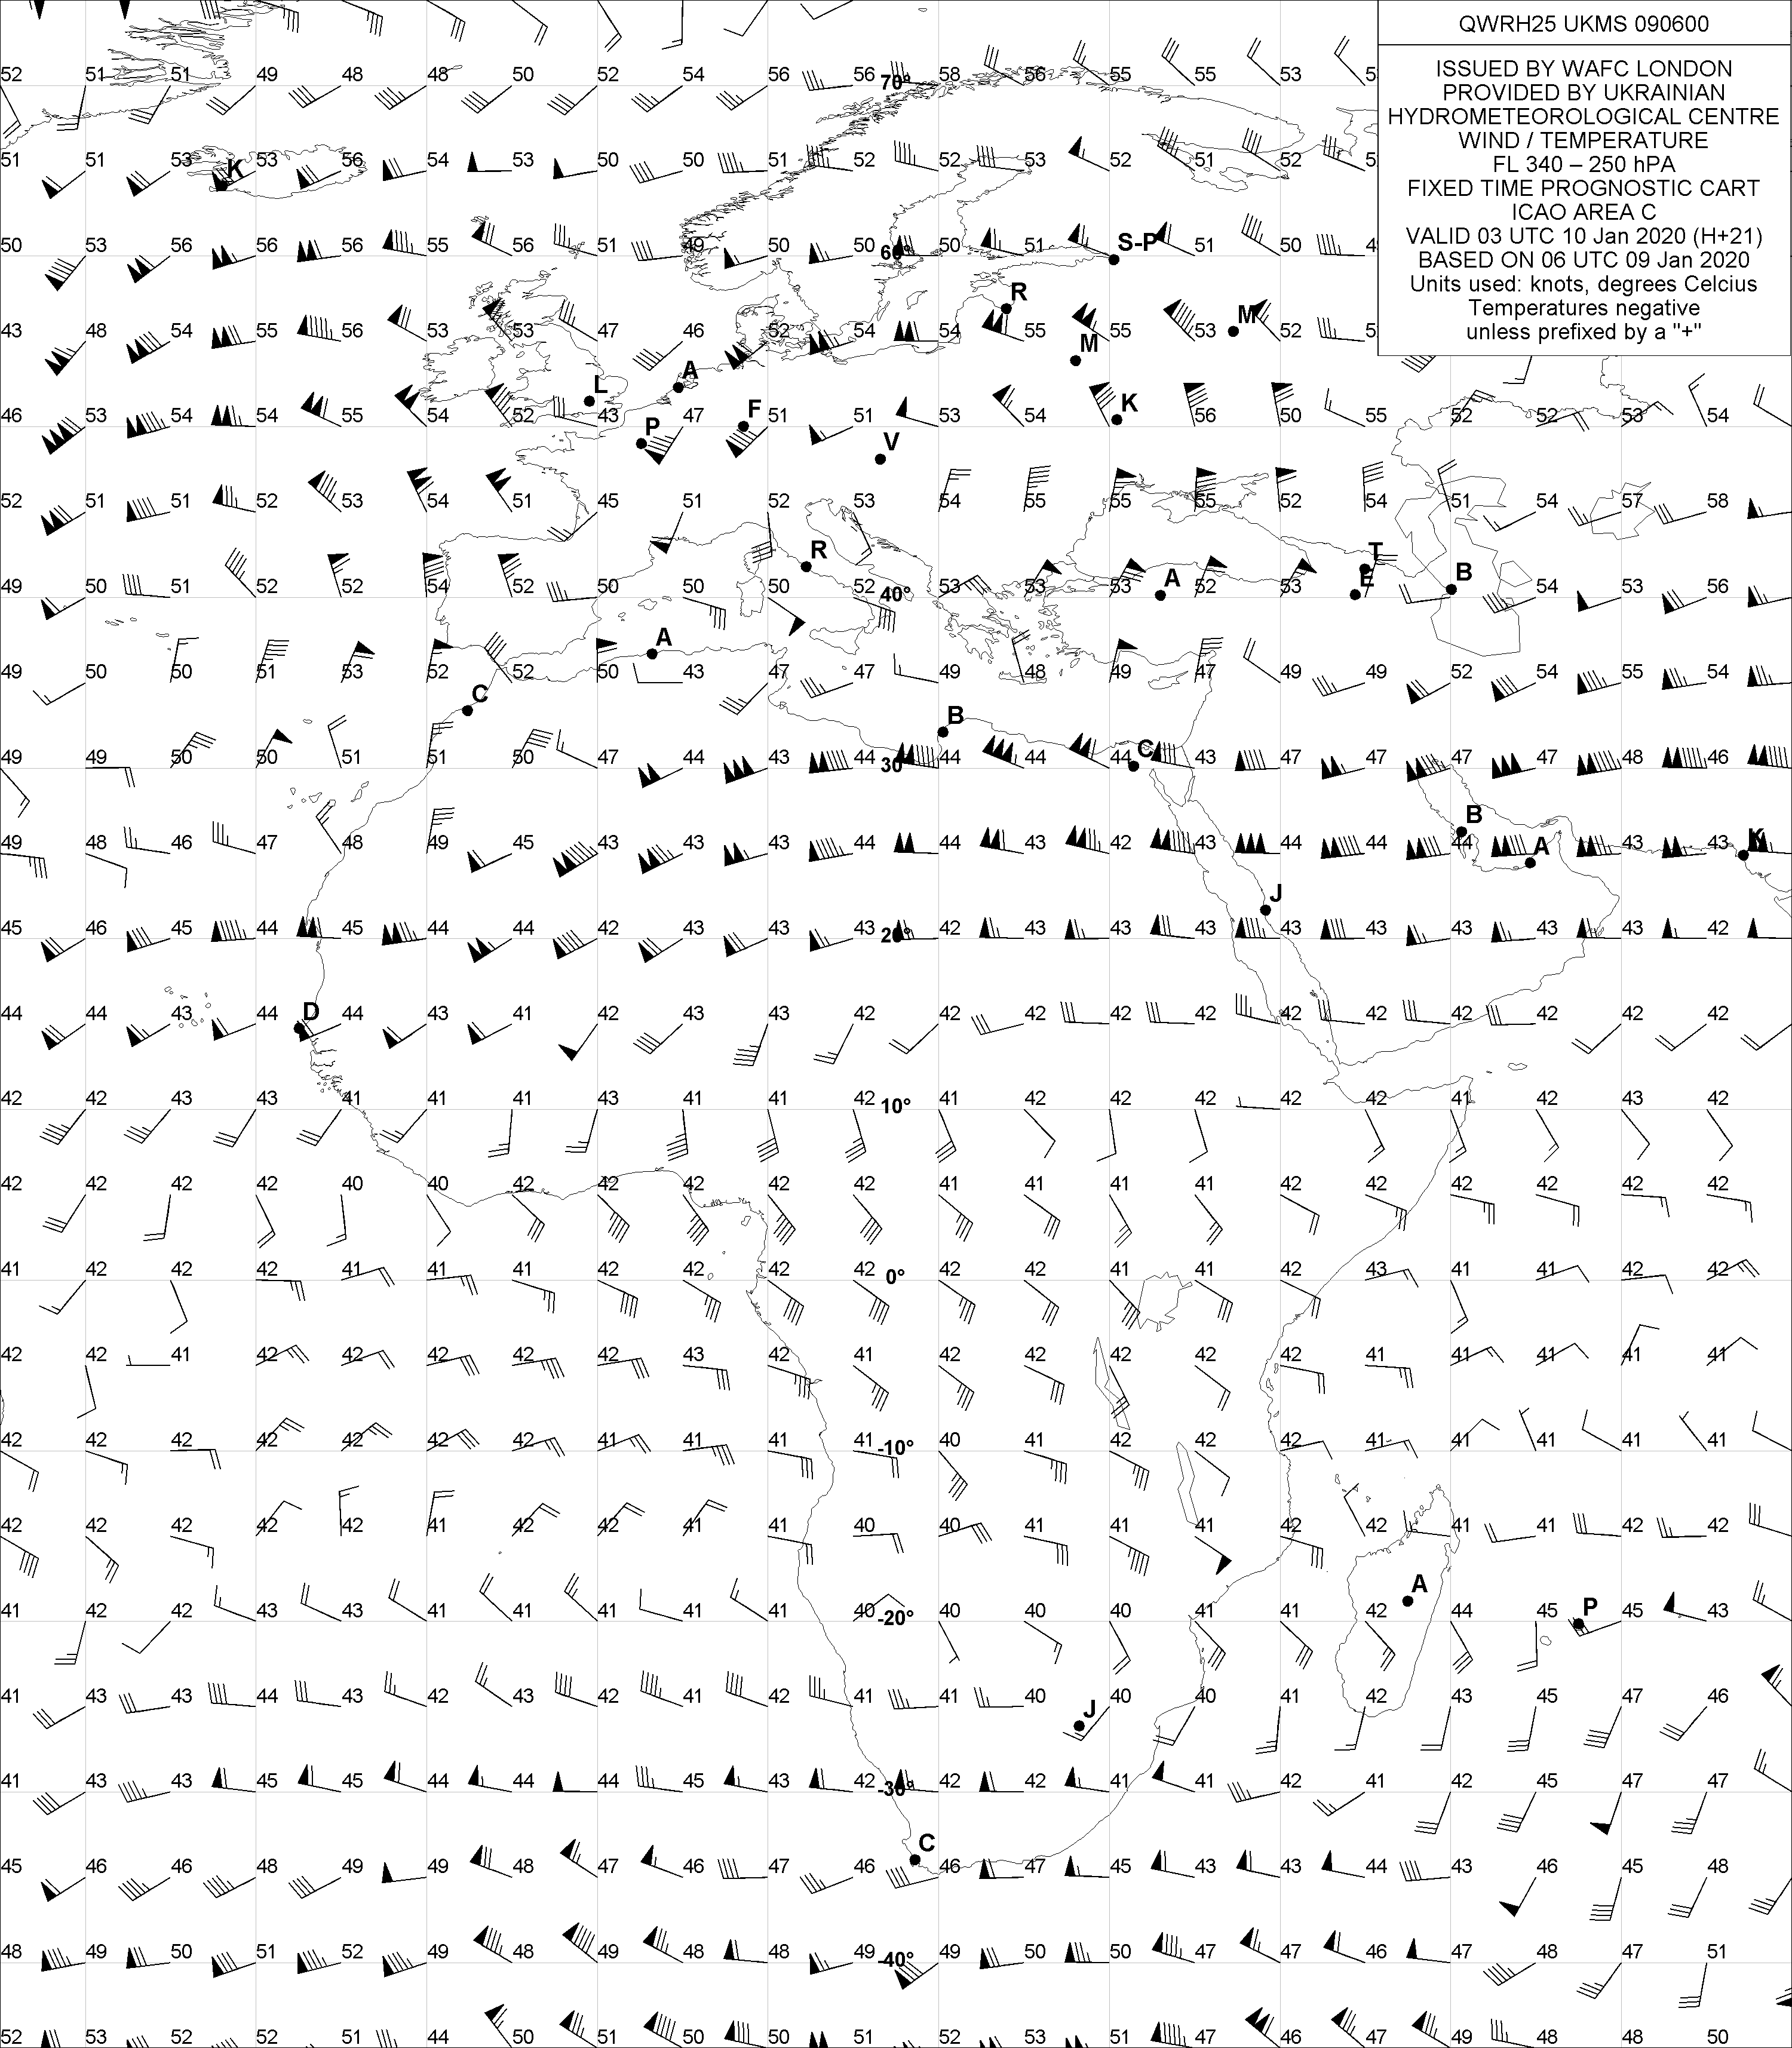 QWRH25 UKMS 090600
ISSUED BY WAFC LONDON
PROVIDED BY UKRAINIAN
HYDROMETEOROLOGICAL CENTRE
WIND / TEMPERATURE
FL 340 – 250 hPA
FIXED TIME PROGNOSTIC CART
ICAO AREA C
VALID 03 UTC 10 Jan 2020 (H+21)
BASED ON 06 UTC 09 Jan 2020
Units used: knots, degrees Celcius
Temperatures negative
unless prefixed by a "+"
52 51 51 49 48 48 50 52 54 56 56 70° 58 56 55 55 53
51 51 53 K 53 56 54 53 50 50 51 52 52 53 52 51 52
50 53 56 56 56 55 56 51 49 50 50 60° 50 51 S-P 51 50
R
43 48 54 55 56 53 53 47 46 52 54 54 55 55 53 M 52
M
L A
46 53 54 54 55 54 52 43 47 51 51 53 54 K 56 50 55 52 52 53 54
P F V
52 51 51 52 53 54 51 45 51 52 53 54 55 55 55 52 54 51 54 57 58
R T
49 50 51 52 52 54 52 50 50 50 52 40° 53 53 53 A 52 53 E B 54 53 56
A
49 50 50 51 53 52 52 50 43 47 47 49 48 49 47 49 49 52 54 55 54
C B
49 49 50 50 51 51 50 47 44 43 44 30° 44 44 44 C 43 47 47 47 47 48 46
B
49 48 46 47 48 49 45 43 43 43 44 44 43 42 43 44 44 44 A 43 43 K
J
45 46 45 44 45 44 44 42 43 43 43 20° 42 43 43 43 43 43 43 43 43 42
D
44 44 43 44 44 43 41 42 43 43 42 42 42 42 42 42 42 42 42 42 42
42 42 43 43 41 41 41 43 41 41 42 10° 41 42 42 42 42 42 41 42 43 42
42 42 42 42 40 40 42 42 42 42 42 41 41 41 41 42 42 42 42 42 42
41 42 42 42 41 41 41 42 42 42 42 0° 42 42 41 41 42 43 41 41 42 42
42 42 41 42 42 42 42 42 43 42 41 42 42 42 42 42 41 41 41 41 41
42 42 42 42 42 42 42 41 41 41 41 -10° 40 41 42 42 42 41 41 41 41 41
42 42 42 42 42 41 42 42 41 41 40 40 41 41 41 42 42 41 41 42 42
A
41 42 42 43 43 41 41 41 41 41 40 -20° 40 40 40 41 41 42 44 45 P 45 43
41 43 43 44 43 42 43 42 41 42 41 41 40 J 40 40 41 42 43 45 47 46
41 43 43 45 45 44 44 44 45 43 42 -30° 42 42 41 41 42 41 42 45 47 47
C
45 46 46 48 49 49 48 47 46 47 46 46 47 45 43 43 44 43 46 45 48
48 49 50 51 52 49 48 49 48 48 49 -40° 49 50 50 47 47 46 47 48 47 51
52 53 52 52 51 44 50 51 50 50 51 52 53 51 47 46 47 49 48 48 50